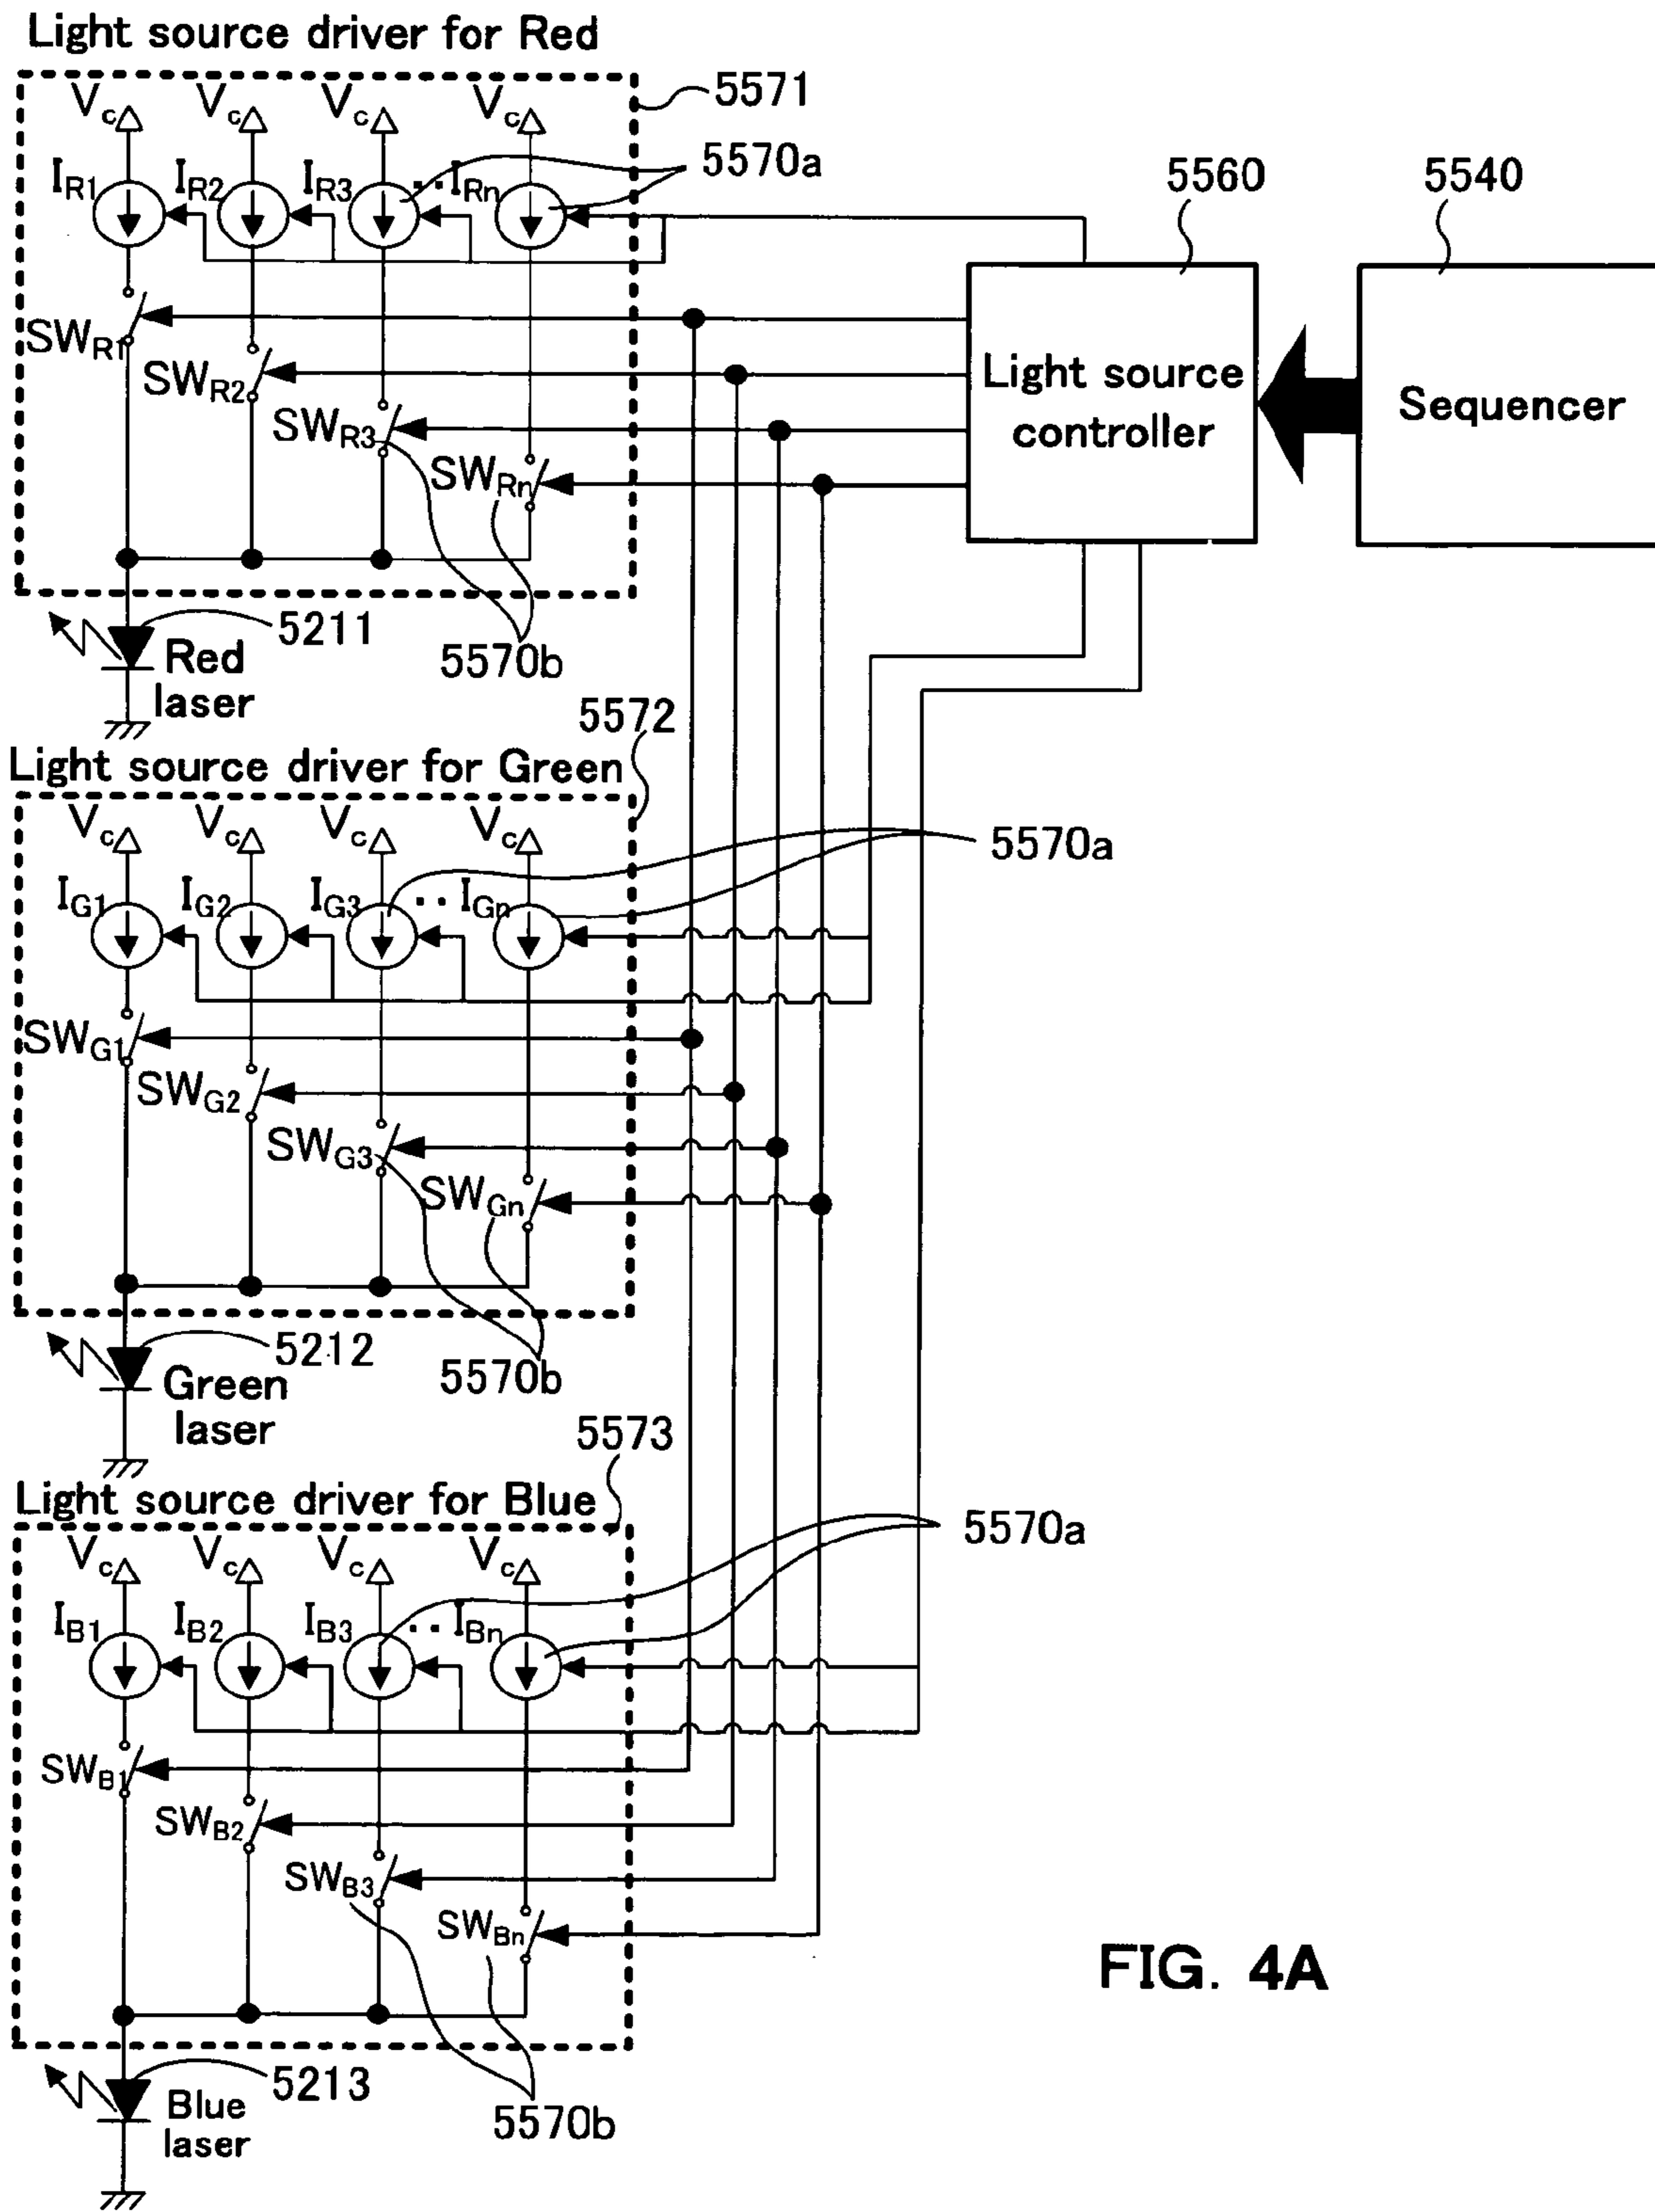 Light source driver for Red
5571
Vc Vc Vc Vc
IR1 IR2 IR3 ‥IRn
5570a
5560
5540
SWR1
SWR2
SWR3
SWRn
Light source
controller
Sequencer
5211
5570b
Red
laser
5572
Light source driver for Green
Vc Vc Vc Vc
5570a
IG1 IG2 IG3 ‥ IGn
SWG1
SWG2
SWG3
SWGn
5212
5570b
Green
laser
5573
Light source driver for Blue
Vc Vc Vc Vc
5570a
IB1 IB2 IB3 ‥ IBn
SWB1
SWB2
SWB3
SWBn
FIG. 4A
5213
5570b
Blue
laser